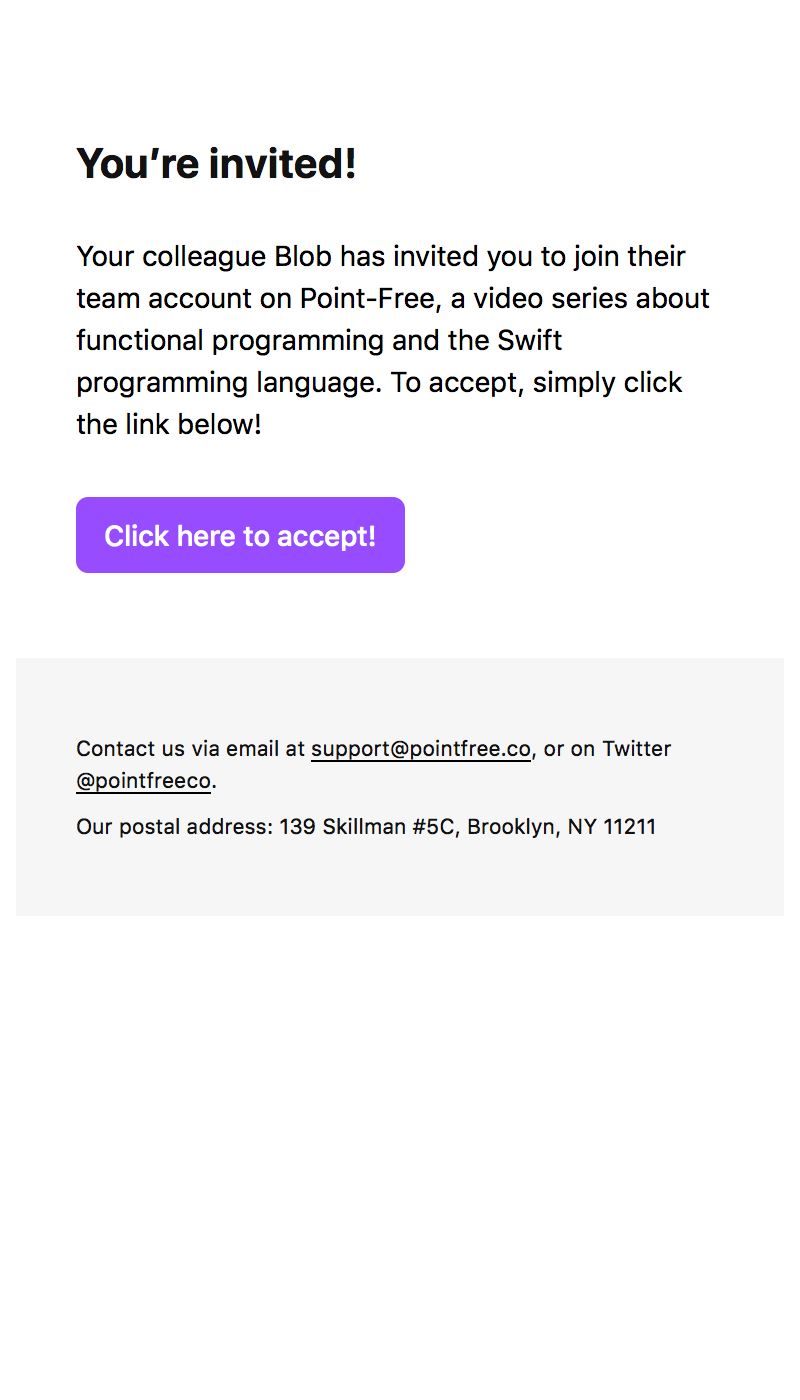 You’re invited!
Your colleague Blob has invited you to join their
team account on Point-Free, a video series about
functional programming and the Swift
programming language. To accept, simply click
the link below!
Click here to accept!
Contact us via email at support@pointfree.co, or on Twitter
@pointfreeco.
Our postal address: 139 Skillman #5C, Brooklyn, NY 11211